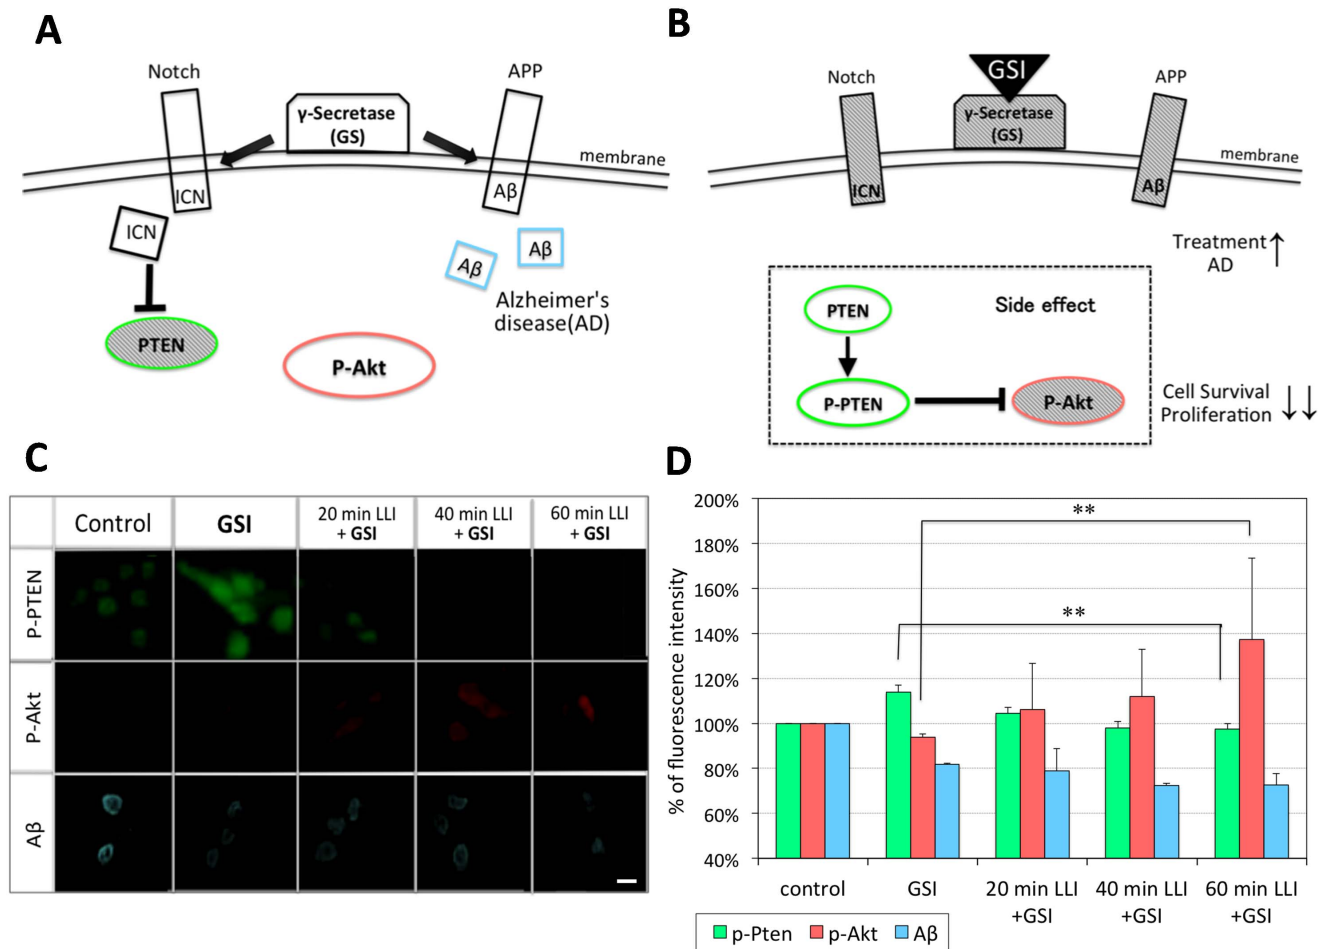 A
Notch
γ-Secretase
(GS)
APP
membrane
ICN
Aβ
ICN
Aβ
Aβ
Alzheimer's
disease(AD)
PTEN
P-Akt
B
GSI
Notch
γ-Secretase
(GS)
APP
membrane
ICN
Aβ
Treatment ↑
AD
PTEN
Side effect
P-PTEN
P-Akt
Cell Survival ↓↓
Proliferation
C
Control
GSI
20 min LLI
+ GSI
40 min LLI
+ GSI
60 min LLI
+ GSI
P-PTEN
P-Akt
Aβ
D
% of fluorescence intensity
200%
180%
160%
140%
120%
100%
80%
60%
40%
**
**
control
GSI
20 min LLI
+GSI
40 min LLI
+GSI
60 min LLI
+GSI
p-Pten
p-Akt
Aβ